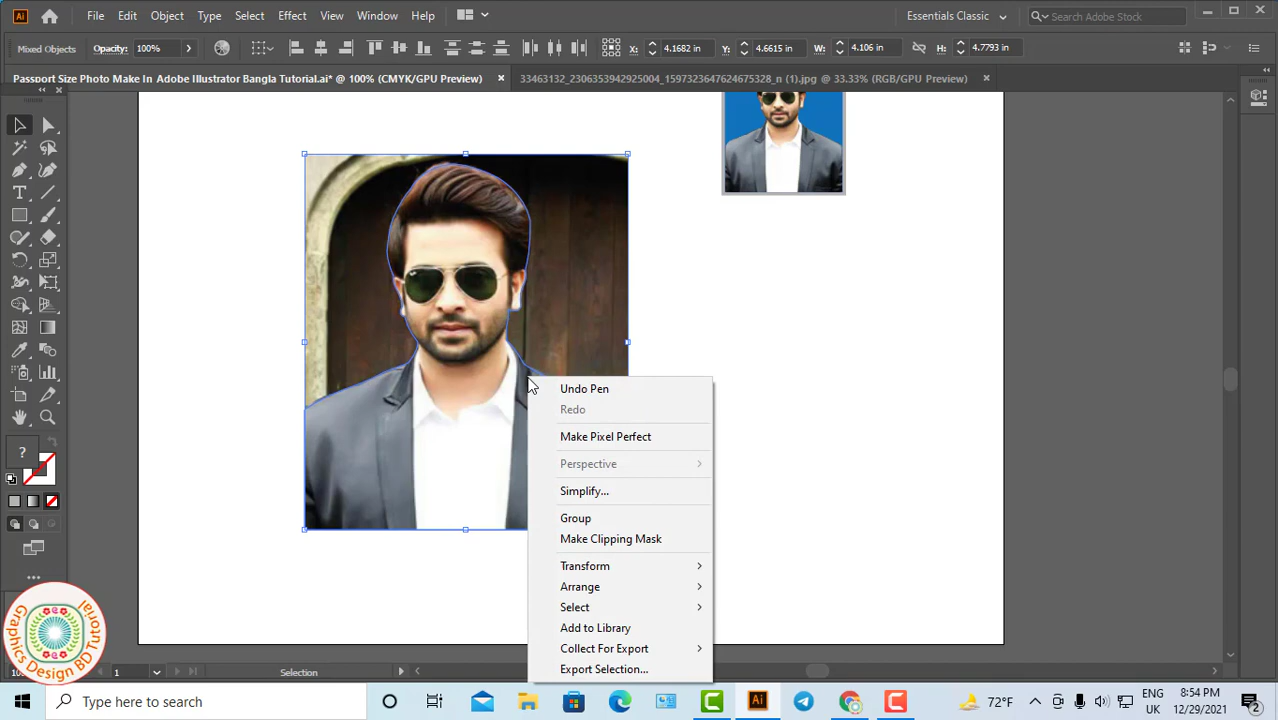 Ai File Edit Object Type Select Effect View Window Help Essentials Classic Search Adobe Stock
Mixed Objects Opacity: 100% X: 4.1682 in Y: 4.6615 in W: 4.106 in H: 4.7793 in
Passport Size Photo Make In Adobe Illustrator Bangla Tutorial.ai* @ 100% (CMYK/GPU Preview) 33463132_2306353942925004_1597323647624675328_n (1).jpg @ 33.33% (RGB/GPU Preview)
Undo Pen
Redo
Make Pixel Perfect
Perspective
Simplify...
Group
Make Clipping Mask
Transform
Arrange
Select
Add to Library
Collect For Export
Export Selection...
?
Graphics Design BD Tutorial
1 Selection
Type here to search
Ai
72°F
ENG
UK
8:54 PM
12/29/2021
2